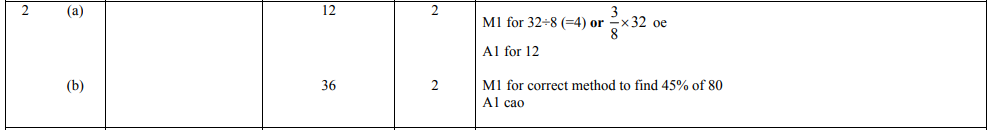 2 (a) 12 2 M1 for 32÷8 (=4) or 3/8 ×32 oe
A1 for 12
(b) 36 2 M1 for correct method to find 45% of 80
A1 cao